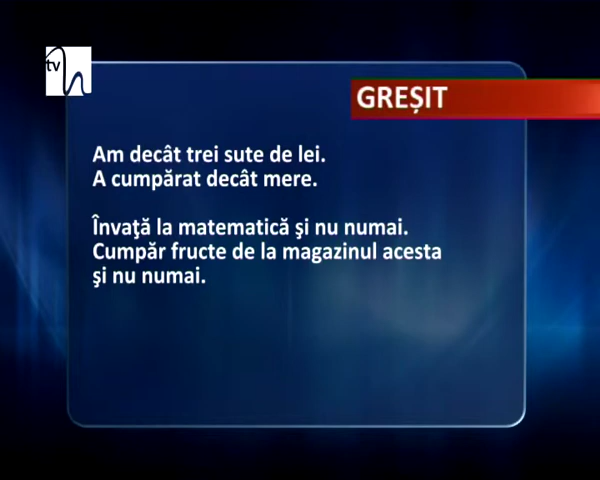 tv
GREȘIT
Am decât trei sute de lei.
A cumpărat decât mere.
Învaţă la matematică şi nu numai.
Cumpăr fructe de la magazinul acesta
şi nu numai.